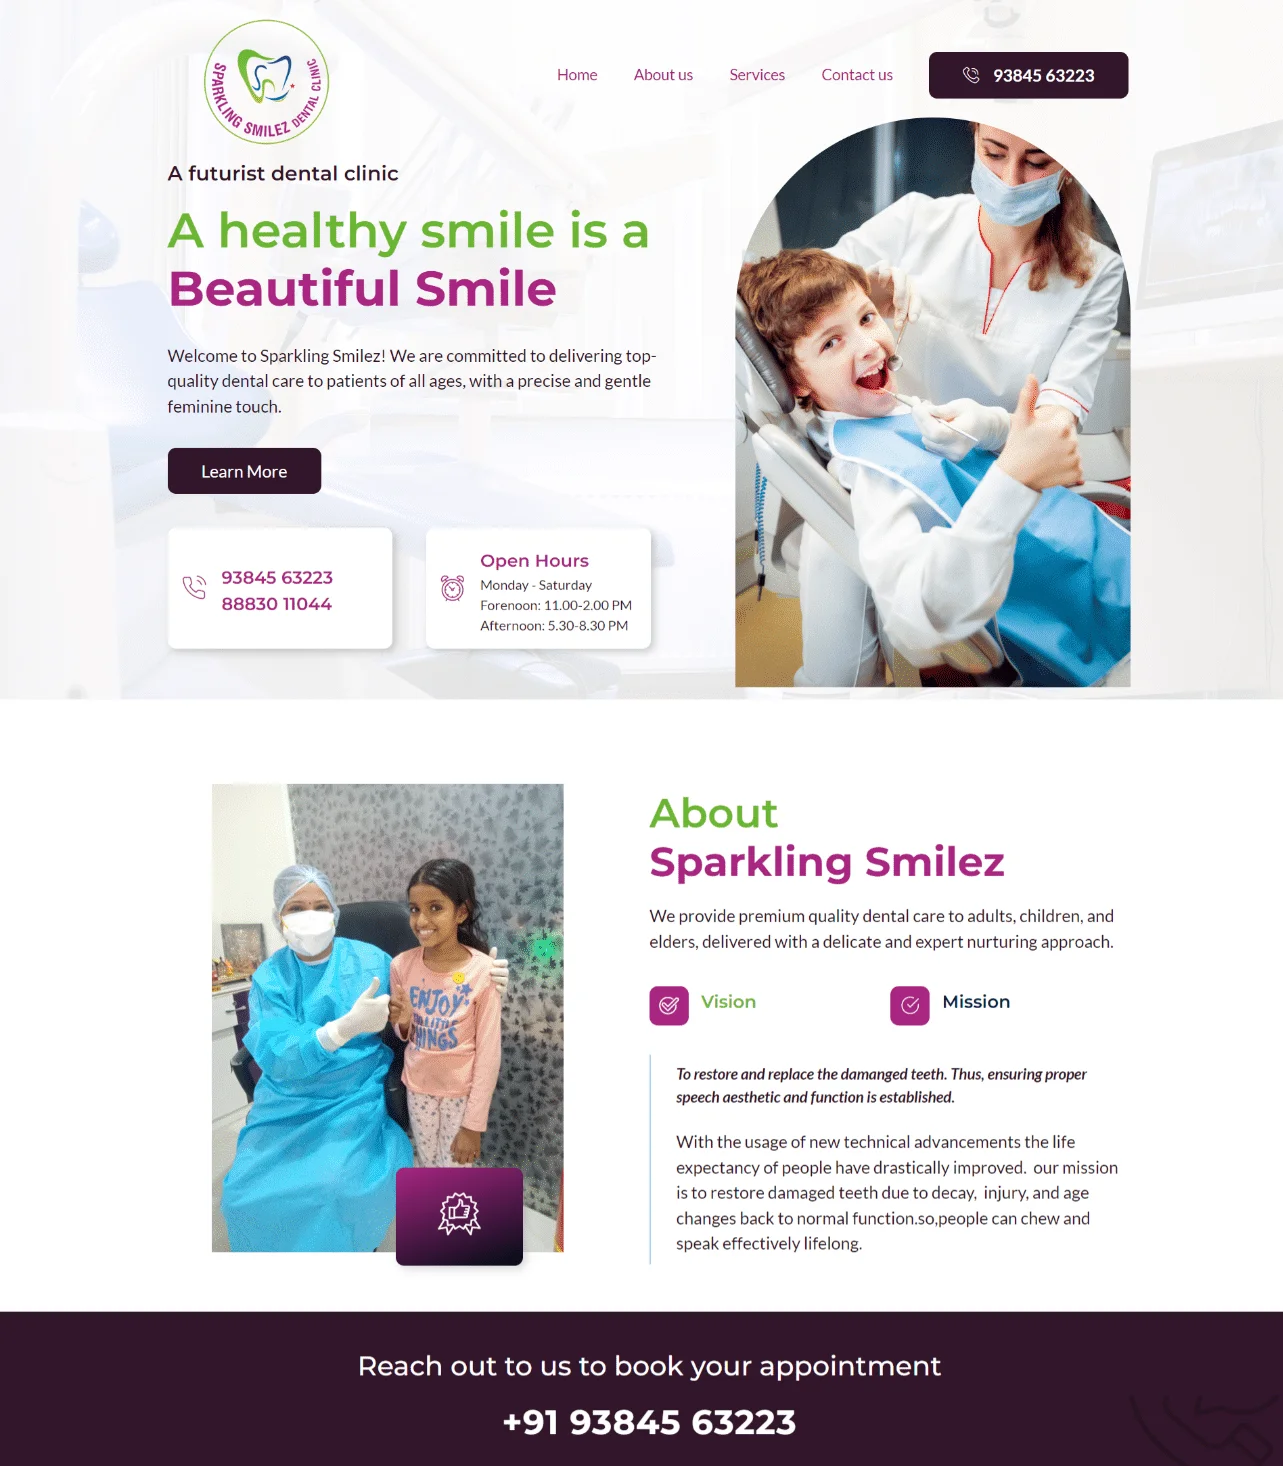 SPARKLING SMILEZ DENTAL CLINIC
Home
About us
Services
Contact us
93845 63223
A futurist dental clinic
A healthy smile is a
Beautiful Smile
Welcome to Sparkling Smilez! We are committed to delivering top-
quality dental care to patients of all ages, with a precise and gentle
feminine touch.
Learn More
93845 63223
88830 11044
Open Hours
Monday - Saturday
Forenoon: 11.00-2.00 PM
Afternoon: 5.30-8.30 PM
ENJOY
THINGS
About
Sparkling Smilez
We provide premium quality dental care to adults, children, and
elders, delivered with a delicate and expert nurturing approach.
Vision
Mission
To restore and replace the damanged teeth. Thus, ensuring proper
speech aesthetic and function is established.
With the usage of new technical advancements the life
expectancy of people have drastically improved.  our mission
is to restore damaged teeth due to decay,  injury, and age
changes back to normal function.so,people can chew and
speak effectively lifelong.
Reach out to us to book your appointment
+91 93845 63223